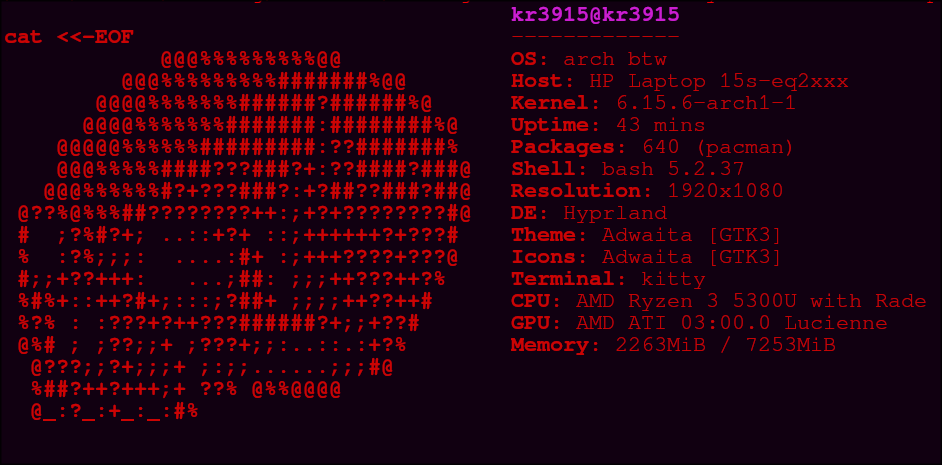 kr3915@kr3915
-------------
cat <<-EOF
OS: arch btw
Host: HP Laptop 15s-eq2xxx
Kernel: 6.15.6-arch1-1
Uptime: 43 mins
Packages: 640 (pacman)
Shell: bash 5.2.37
Resolution: 1920x1080
DE: Hyprland
Theme: Adwaita [GTK3]
Icons: Adwaita [GTK3]
Terminal: kitty
CPU: AMD Ryzen 3 5300U with Rade
GPU: AMD ATI 03:00.0 Lucienne
Memory: 2263MiB / 7253MiB